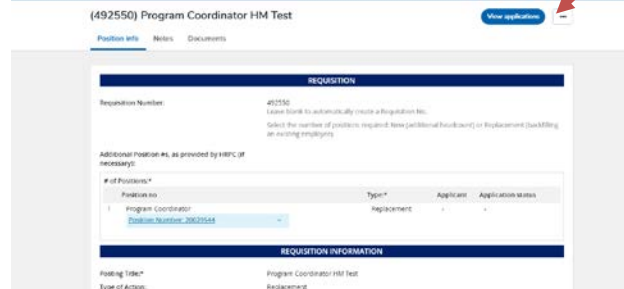 (492550) Program Coordinator HM Test
View applications
Position info Notes Documents
REQUISITION
Requisition Number: 492550
Leave blank to automatically create a Requisition No.
Select the number of positions required: New (additional headcount) or Replacement (backfilling
an existing employee).
Additional Position #s, as provided by HRPC (if
necessary):
# of Positions:*
Position no Type:* Applicant Application status
1 Program Coordinator Replacement - -
Position Number: 20021644
REQUISITION INFORMATION
Posting Title:* Program Coordinator HM Test
Type of Action: Replacement